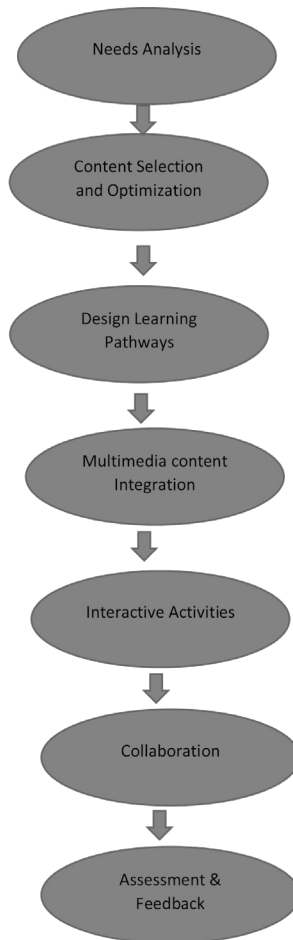 Needs Analysis
Content Selection
and Optimization
Design Learning
Pathways
Multimedia content
Integration
Interactive Activities
Collaboration
Assessment &
Feedback